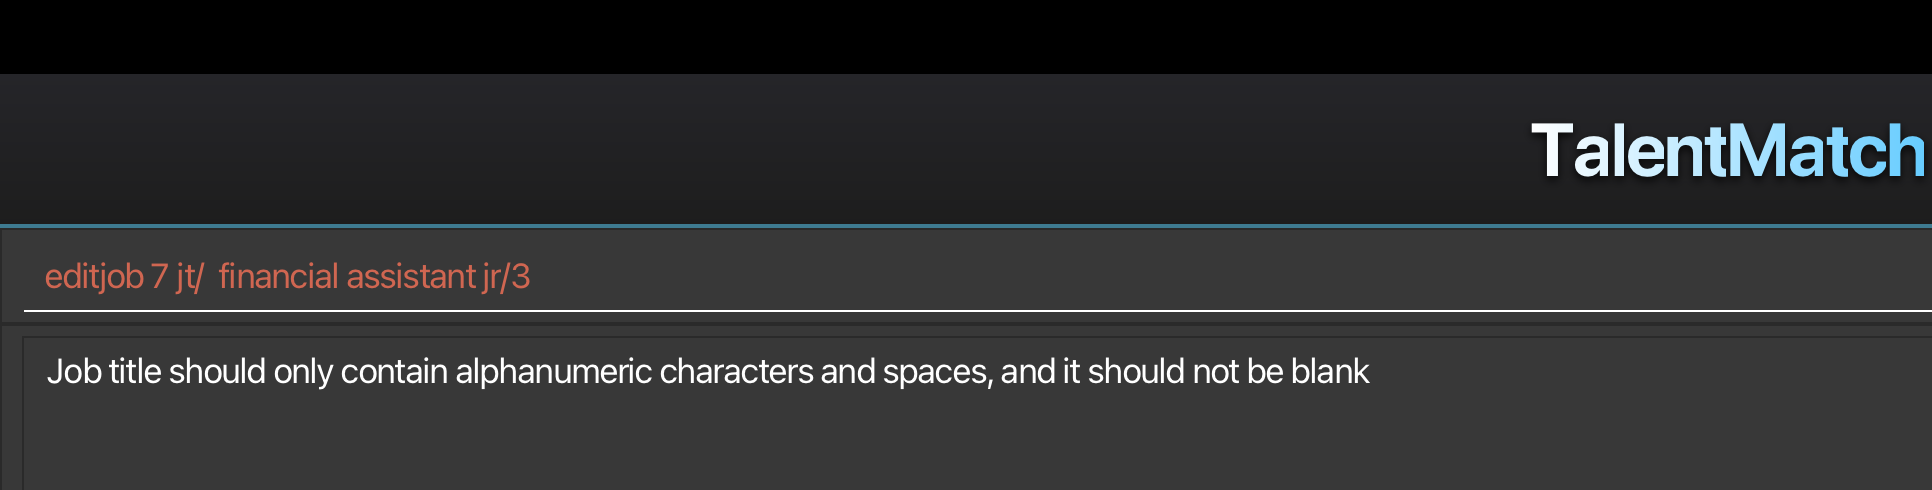 TalentMatch
editjob 7 jt/  financial assistant jr/3
Job title should only contain alphanumeric characters and spaces, and it should not be blank